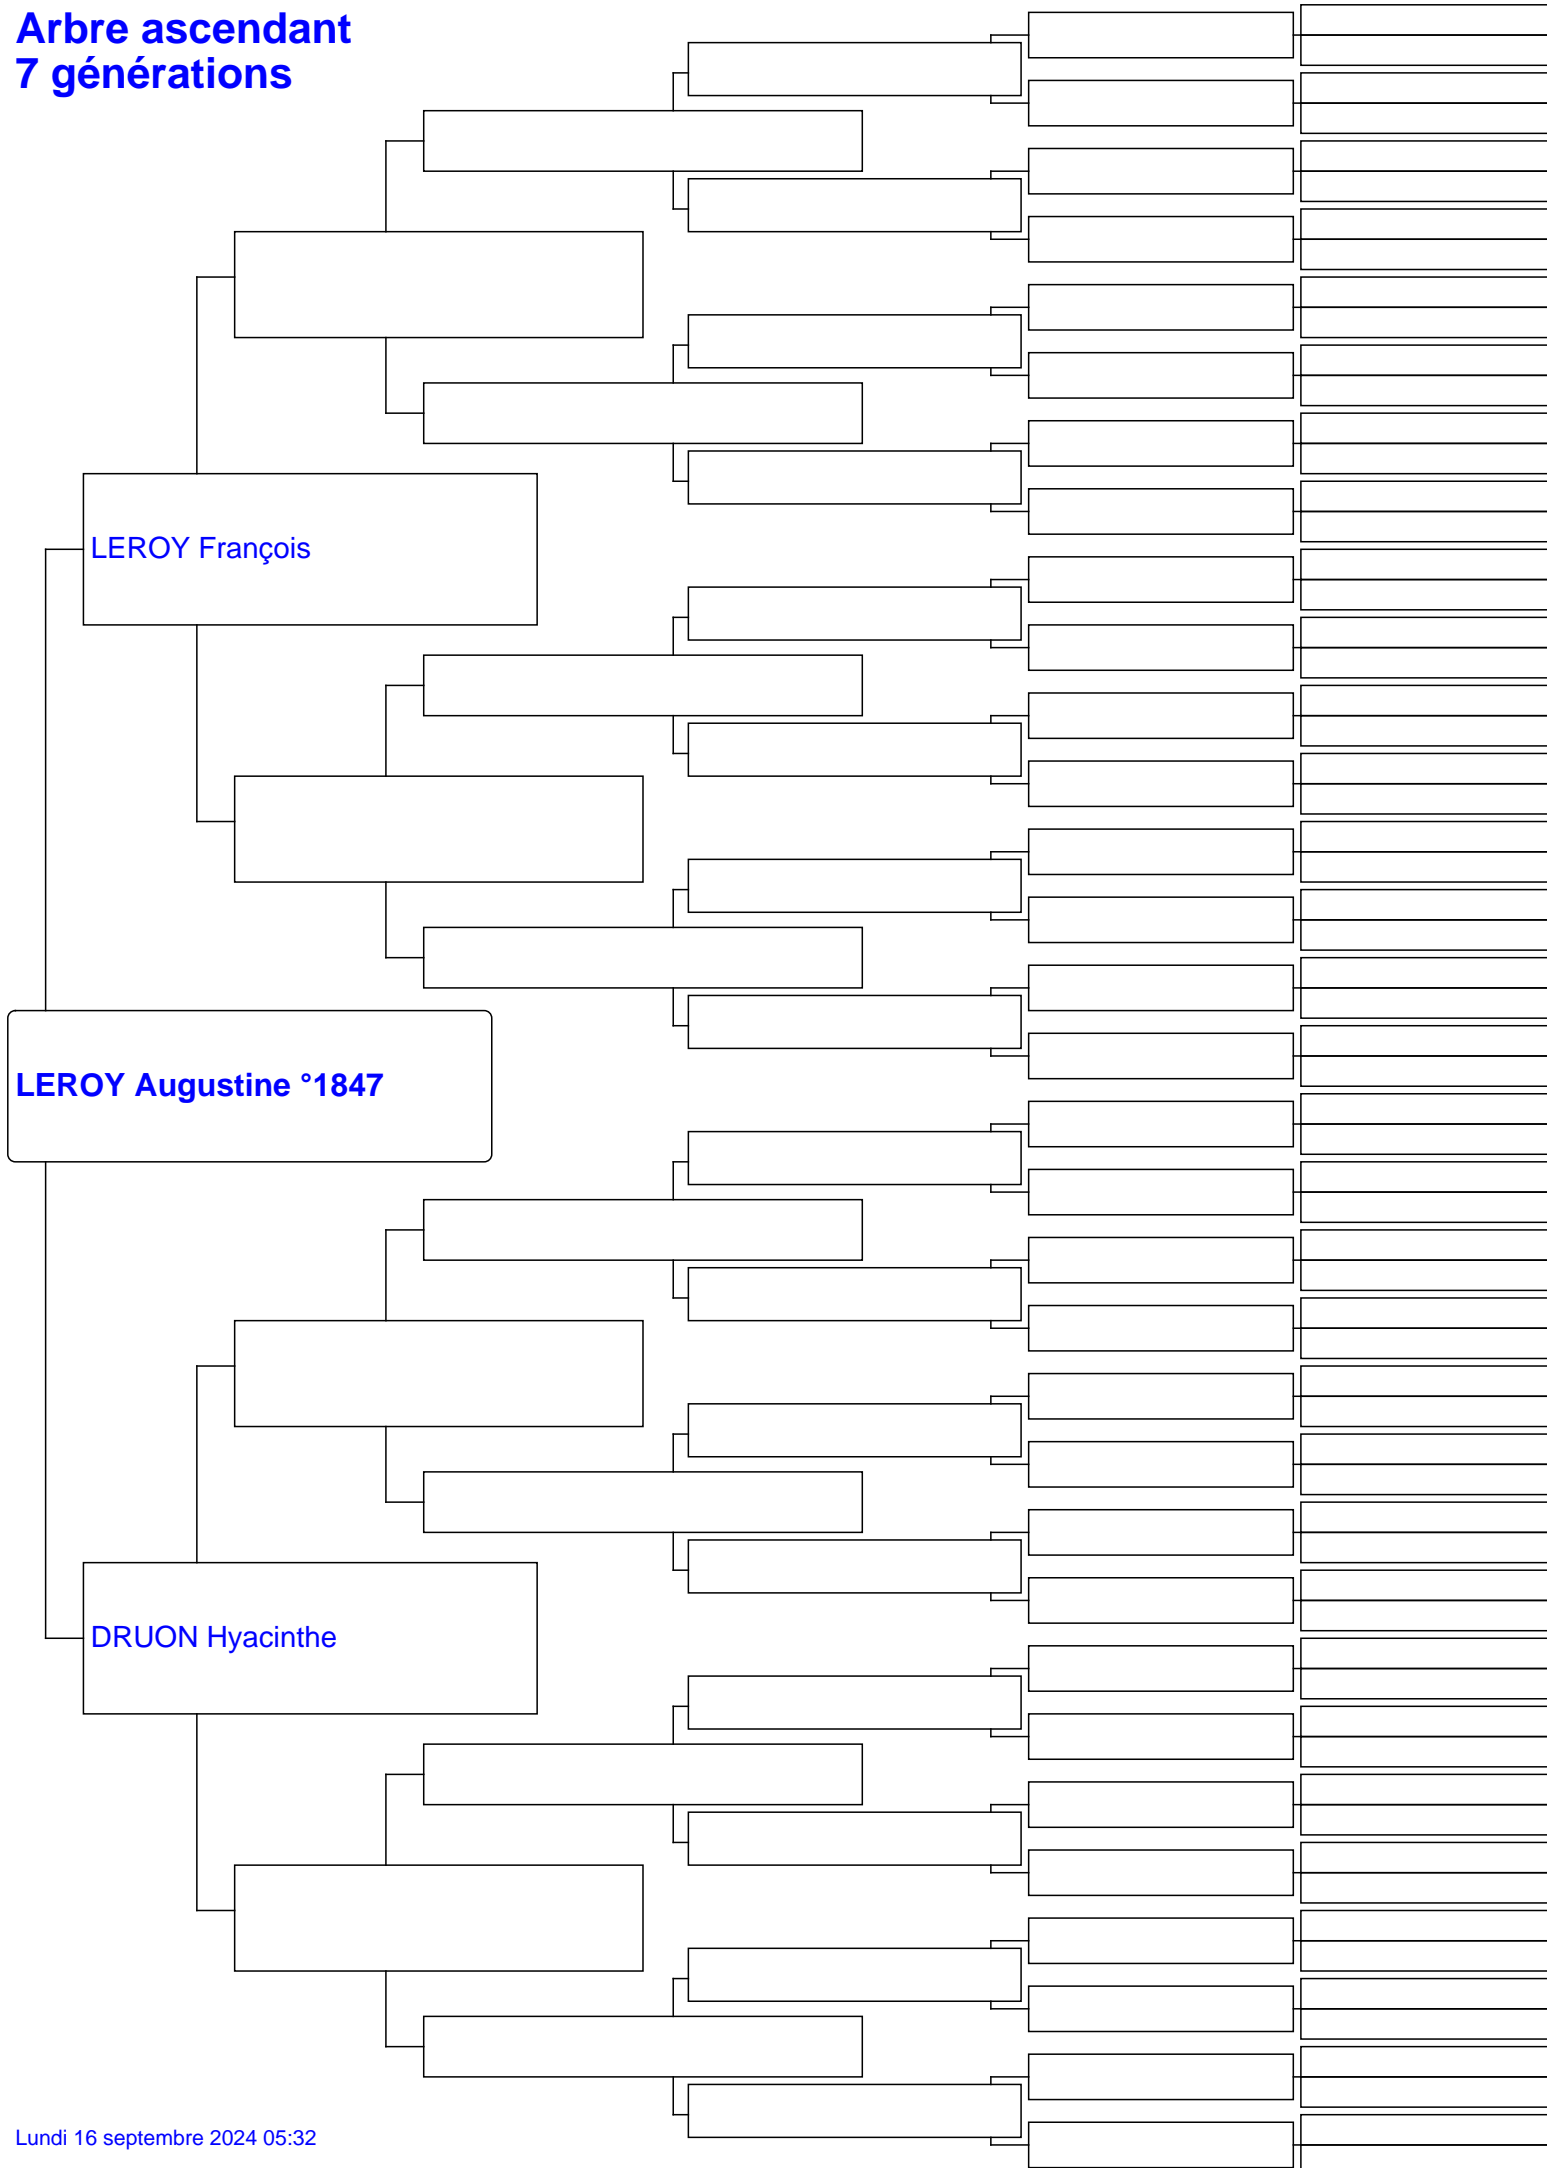 Arbre ascendant
7 générations
LEROY François
LEROY Augustine °1847
DRUON Hyacinthe
Lundi 16 septembre 2024 05:32